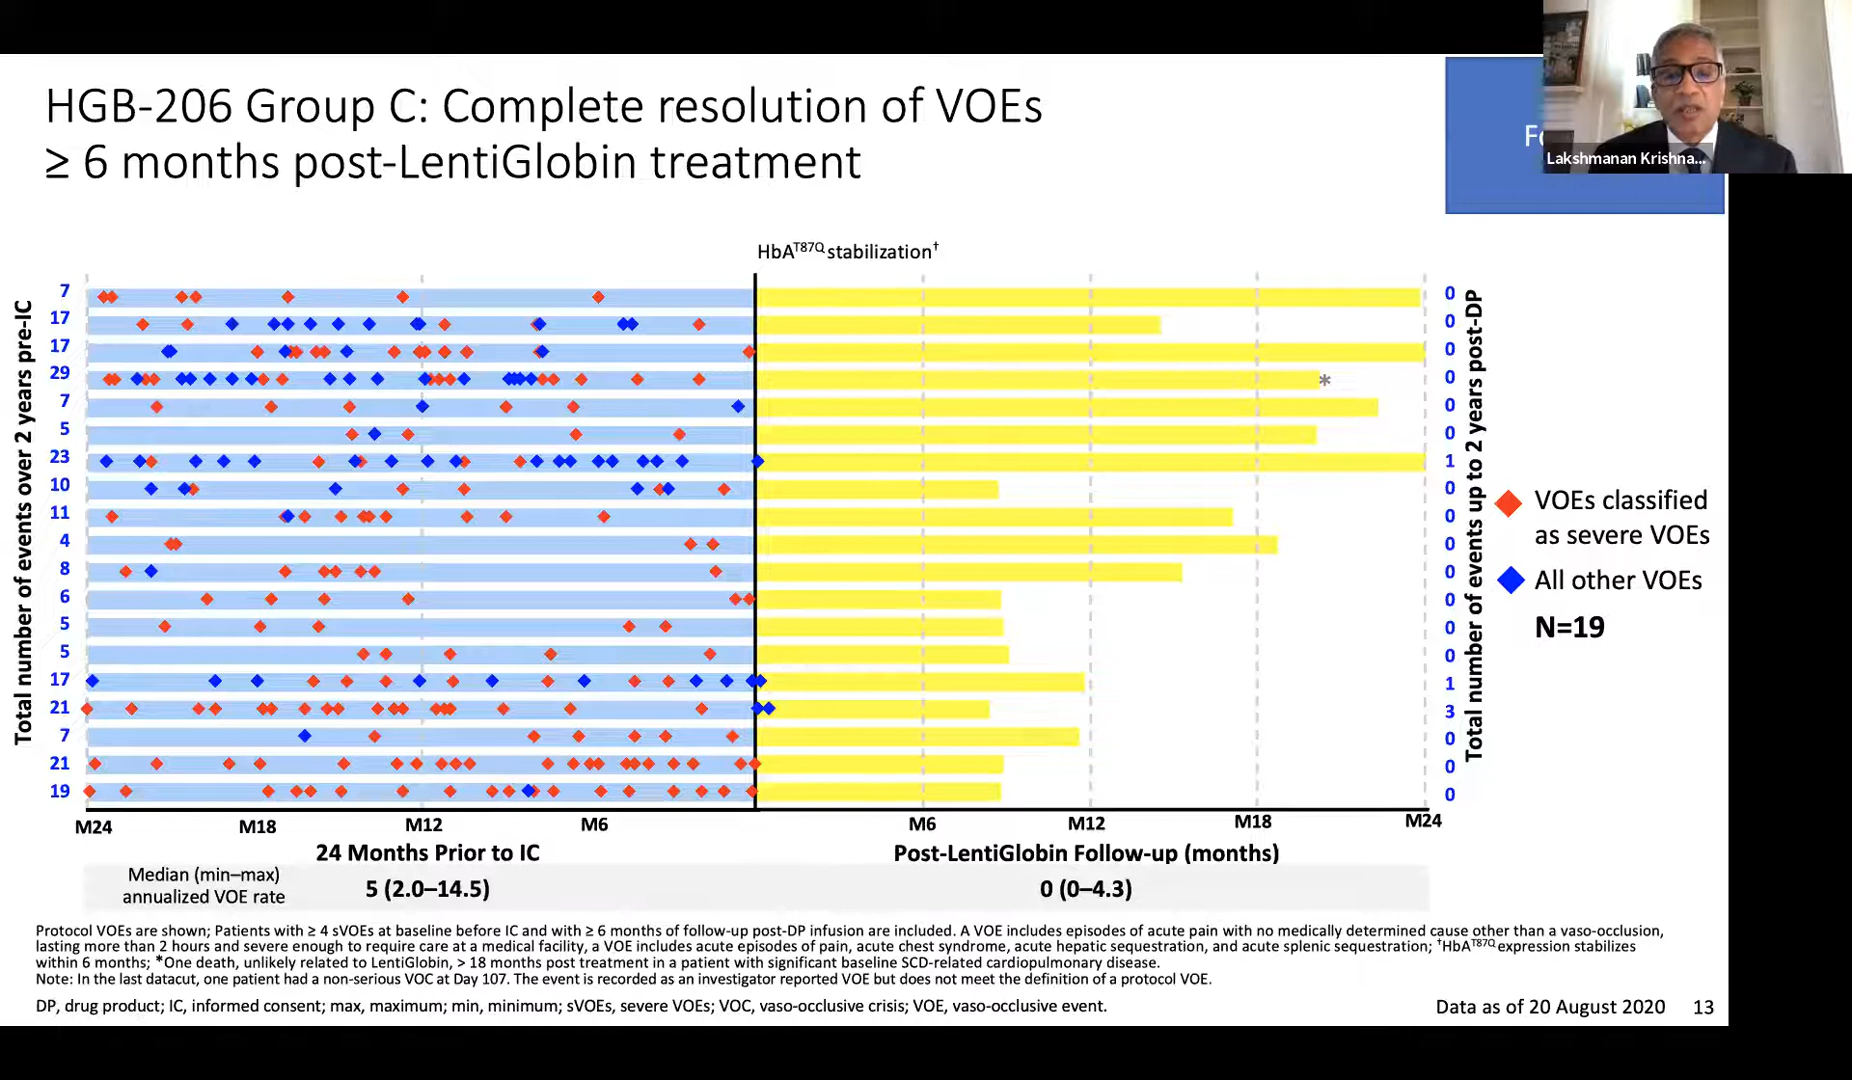 HGB-206 Group C: Complete resolution of VOEs
≥ 6 months post-LentiGlobin treatment
Lakshmanan Krishna...
HbAT87Q stabilization†
Total number of events over 2 years pre-IC
7
17
17
29
7
5
23
10
11
4
8
6
5
5
17
21
7
21
19
0
0
0
0
0
0
1
0
0
0
0
0
0
0
1
3
0
0
0
Total number of events up to 2 years post-DP
*
VOEs classified
as severe VOEs
All other VOEs
N=19
M24 M18 M12 M6 M6 M12 M18 M24
24 Months Prior to IC
Post-LentiGlobin Follow-up (months)
Median (min–max)
annualized VOE rate
5 (2.0–14.5)
0 (0–4.3)
Protocol VOEs are shown; Patients with ≥ 4 sVOEs at baseline before IC and with ≥ 6 months of follow-up post-DP infusion are included. A VOE includes episodes of acute pain with no medically determined cause other than a vaso-occlusion,
lasting more than 2 hours and severe enough to require care at a medical facility, a VOE includes acute episodes of pain, acute chest syndrome, acute hepatic sequestration, and acute splenic sequestration; †HbAT87Q expression stabilizes
within 6 months; *One death, unlikely related to LentiGlobin, > 18 months post treatment in a patient with significant baseline SCD-related cardiopulmonary disease.
Note: In the last datacut, one patient had a non-serious VOC at Day 107. The event is recorded as an investigator reported VOE but does not meet the definition of a protocol VOE.
DP, drug product; IC, informed consent; max, maximum; min, minimum; sVOEs, severe VOEs; VOC, vaso-occlusive crisis; VOE, vaso-occlusive event.
Data as of 20 August 2020 13